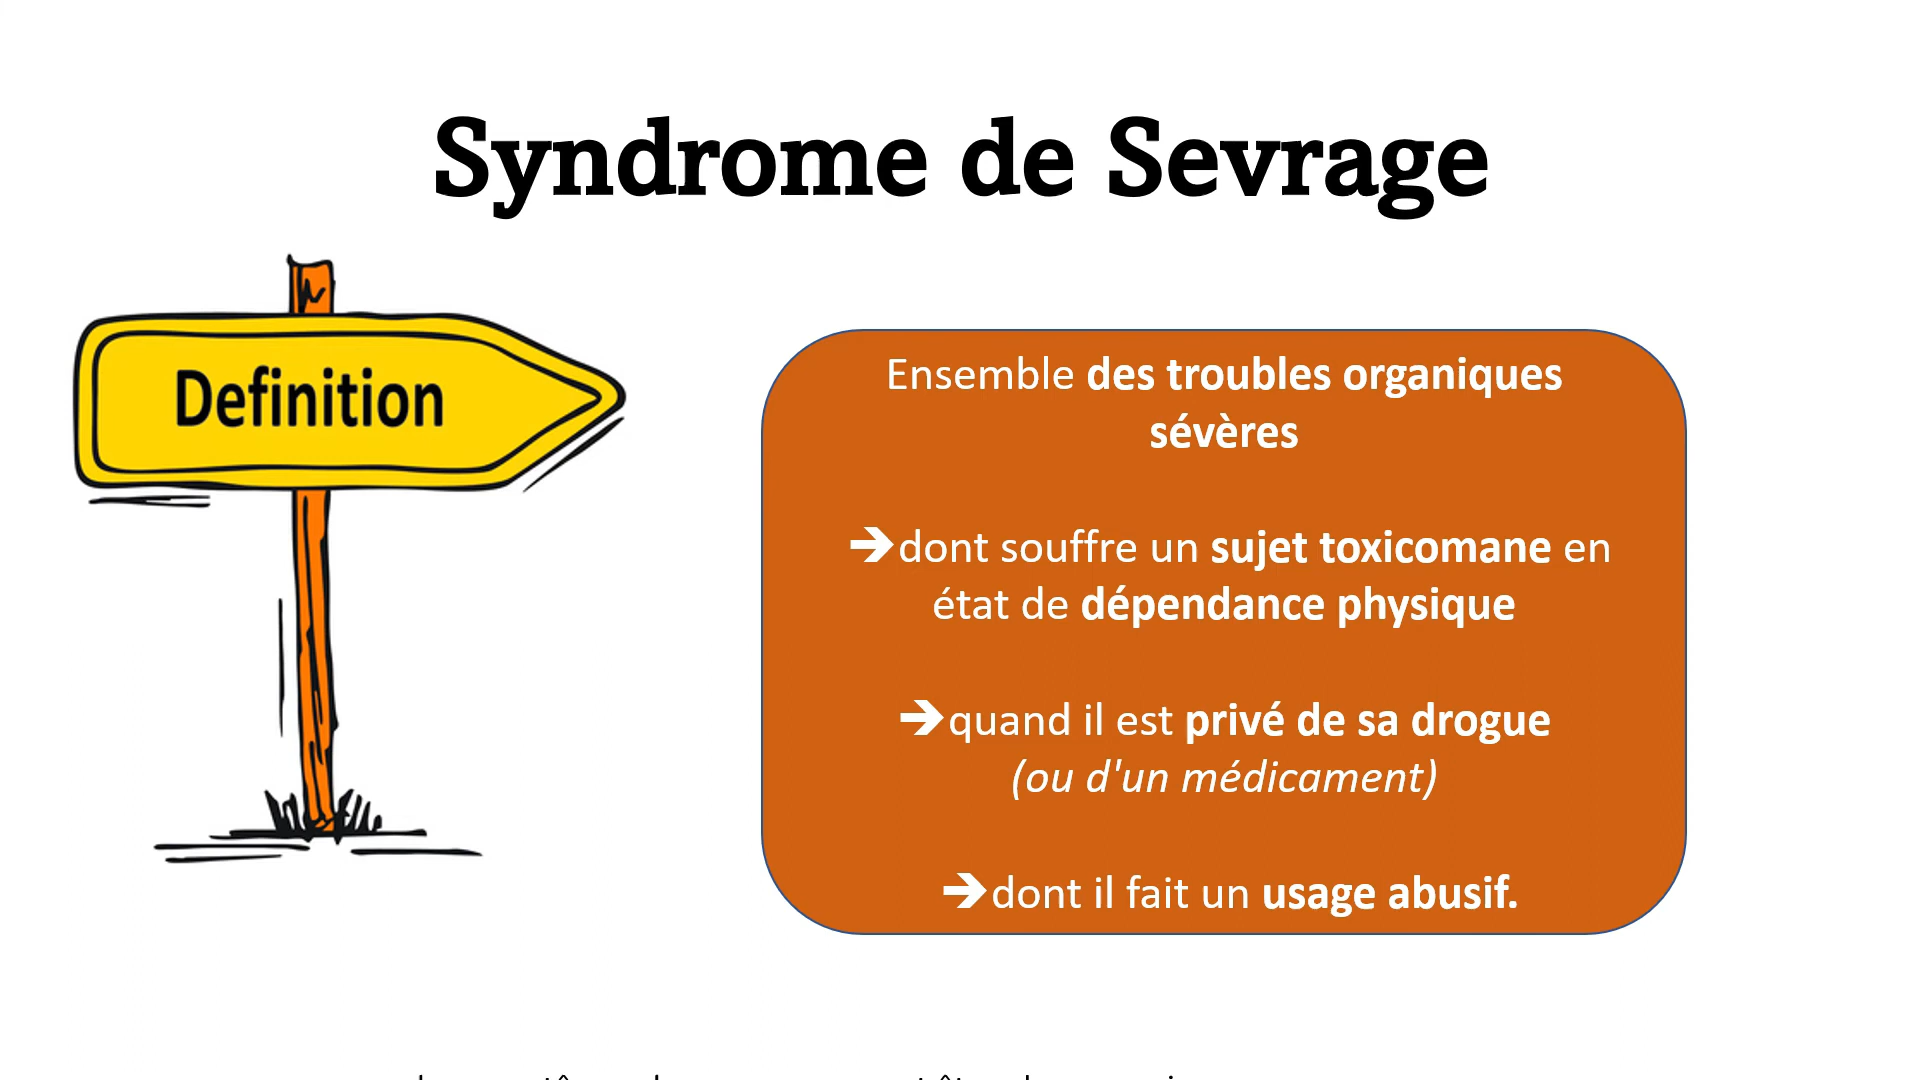 Syndrome de Sevrage
Definition
Ensemble des troubles organiques
sévères
➔dont souffre un sujet toxicomane en
état de dépendance physique
➔quand il est privé de sa drogue
(ou d'un médicament)
➔dont il fait un usage abusif.